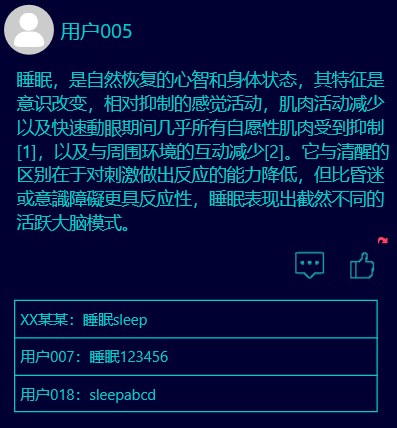 用户005
睡眠，是自然恢复的心智和身体状态，其特征是
意识改变，相对抑制的感觉活动，肌肉活动减少
以及快速動眼期间几乎所有自愿性肌肉受到抑制
[1]，以及与周围环境的互动减少[2]。它与清醒的
区别在于对刺激做出反应的能力降低，但比昏迷
或意識障礙更具反应性，睡眠表现出截然不同的
活跃大脑模式。
XX某某：睡眠sleep
用户007：睡眠123456
用户018：sleepabcd